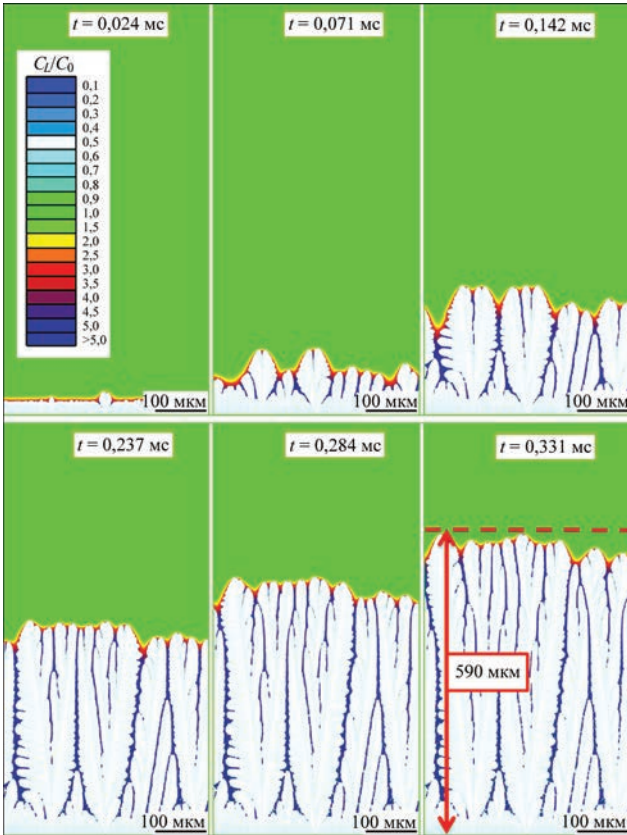 t = 0,024 мс
t = 0,071 мс
t = 0,142 мс
C_L/C_0
0,1
0,2
0,3
0,4
0,5
0,6
0,7
0,8
0,9
1,0
1,5
2,0
2,5
3,0
3,5
4,0
4,5
5,0
>5,0
100 мкм
100 мкм
100 мкм
t = 0,237 мс
t = 0,284 мс
t = 0,331 мс
590 мкм
100 мкм
100 мкм
100 мкм